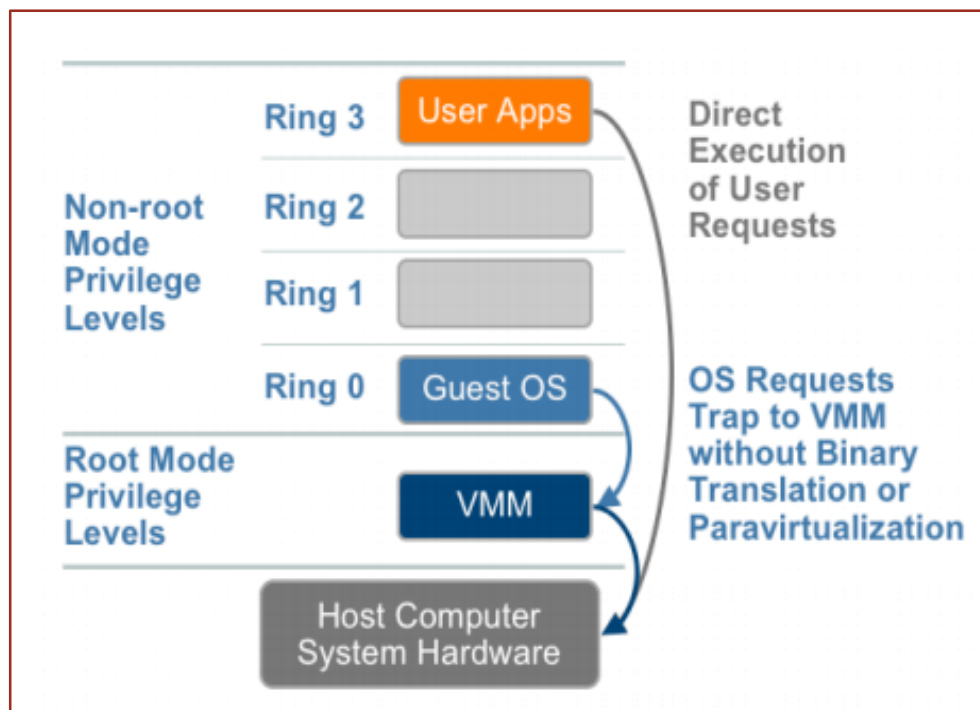 Ring 3
User Apps
Direct
Execution
of User
Requests
Non-root
Mode
Privilege
Levels
Ring 2
Ring 1
Ring 0
Guest OS
OS Requests
Trap to VMM
without Binary
Translation or
Paravirtualization
Root Mode
Privilege
Levels
VMM
Host Computer
System Hardware